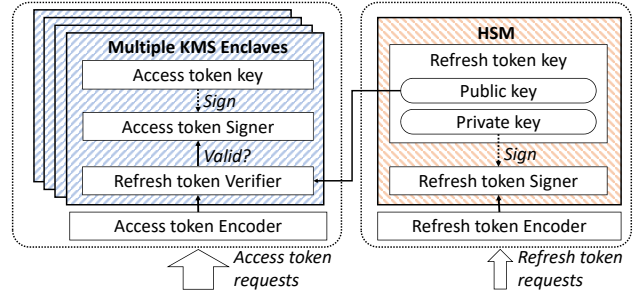 Multiple KMS Enclaves
Access token key
Sign
Access token Signer
Valid?
Refresh token Verifier
Access token Encoder
Access token
requests
HSM
Refresh token key
Public key
Private key
Sign
Refresh token Signer
Refresh token Encoder
Refresh token
requests